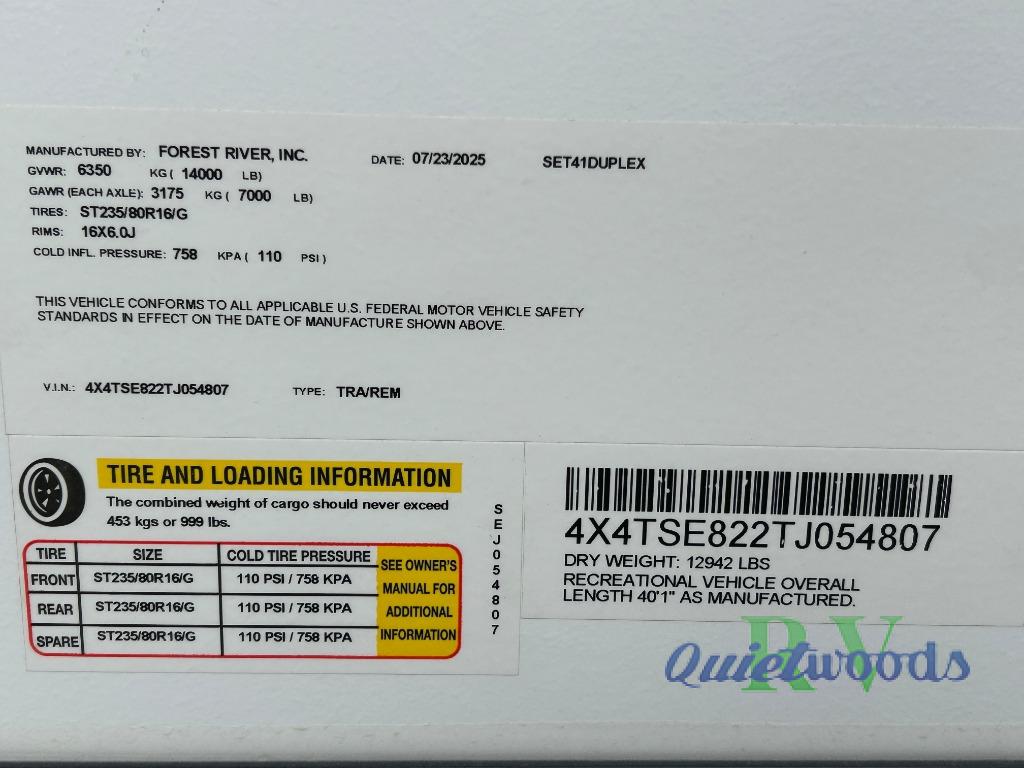 MANUFACTURED BY: FOREST RIVER, INC. DATE: 07/23/2025 SET41DUPLEX
GVWR: 6350 KG ( 14000 LB)
GAWR (EACH AXLE): 3175 KG ( 7000 LB)
TIRES: ST235/80R16/G
RIMS: 16X6.0J
COLD INFL. PRESSURE: 758 KPA ( 110 PSI )
THIS VEHICLE CONFORMS TO ALL APPLICABLE U.S. FEDERAL MOTOR VEHICLE SAFETY
STANDARDS IN EFFECT ON THE DATE OF MANUFACTURE SHOWN ABOVE.
V.I.N.: 4X4TSE822TJ054807 TYPE: TRA/REM
TIRE AND LOADING INFORMATION
The combined weight of cargo should never exceed
453 kgs or 999 lbs.
TIRE SIZE COLD TIRE PRESSURE
FRONT ST235/80R16/G 110 PSI / 758 KPA
REAR ST235/80R16/G 110 PSI / 758 KPA
SPARE ST235/80R16/G 110 PSI / 758 KPA
SEE OWNER'S
MANUAL FOR
ADDITIONAL
INFORMATION
SEJ054807
4X4TSE822TJ054807
DRY WEIGHT: 12942 LBS
RECREATIONAL VEHICLE OVERALL
LENGTH 40'1" AS MANUFACTURED.
Quietwoods RV